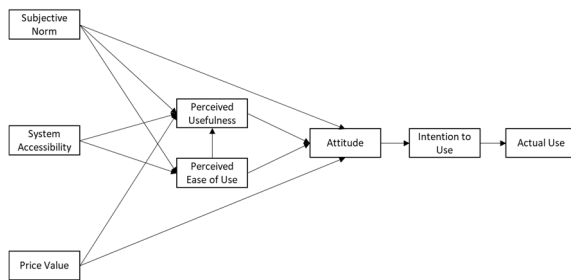 Subjective
Norm
Perceived
Usefulness
System
Accessibility
Attitude
Intention to
Use
Actual Use
Perceived
Ease of Use
Price Value